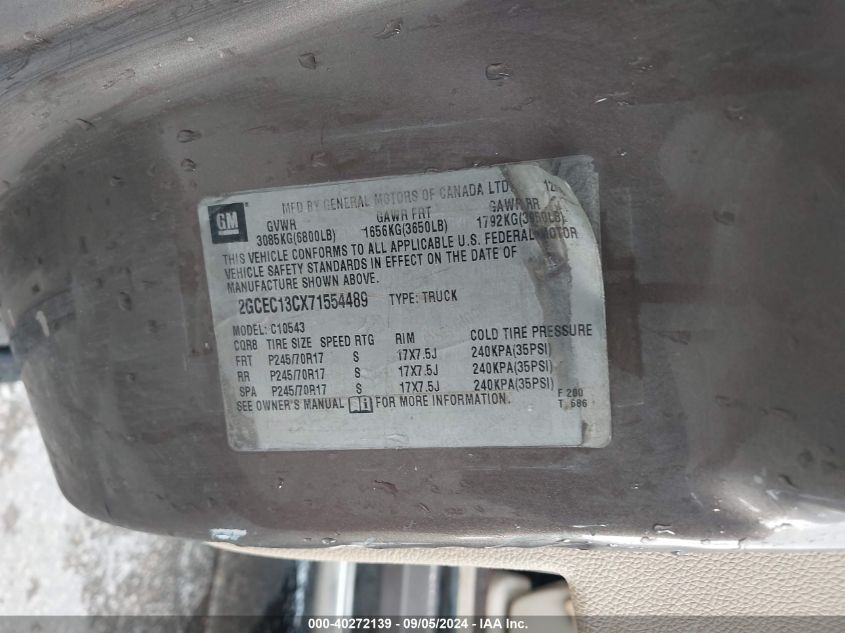 GM
MFD BY GENERAL MOTORS OF CANADA LTD.
GVWR GAWR FRT GAWR RR
3085KG(6800LB) 1656KG(3650LB) 1792KG(3950LB)
THIS VEHICLE CONFORMS TO ALL APPLICABLE U.S. FEDERAL MOTOR
VEHICLE SAFETY STANDARDS IN EFFECT ON THE DATE OF
MANUFACTURE SHOWN ABOVE.
2GCEC13CX71554489 TYPE: TRUCK
MODEL: C10543
CQRB TIRE SIZE SPEED RTG RIM COLD TIRE PRESSURE
FRT P245/70R17 S 17X7.5J 240KPA(35PSI)
RR P245/70R17 S 17X7.5J 240KPA(35PSI)
SPA P245/70R17 S 17X7.5J 240KPA(35PSI)
SEE OWNER'S MANUAL FOR MORE INFORMATION.
F 200
T 686
000-40272139 - 09/05/2024 - IAA Inc.